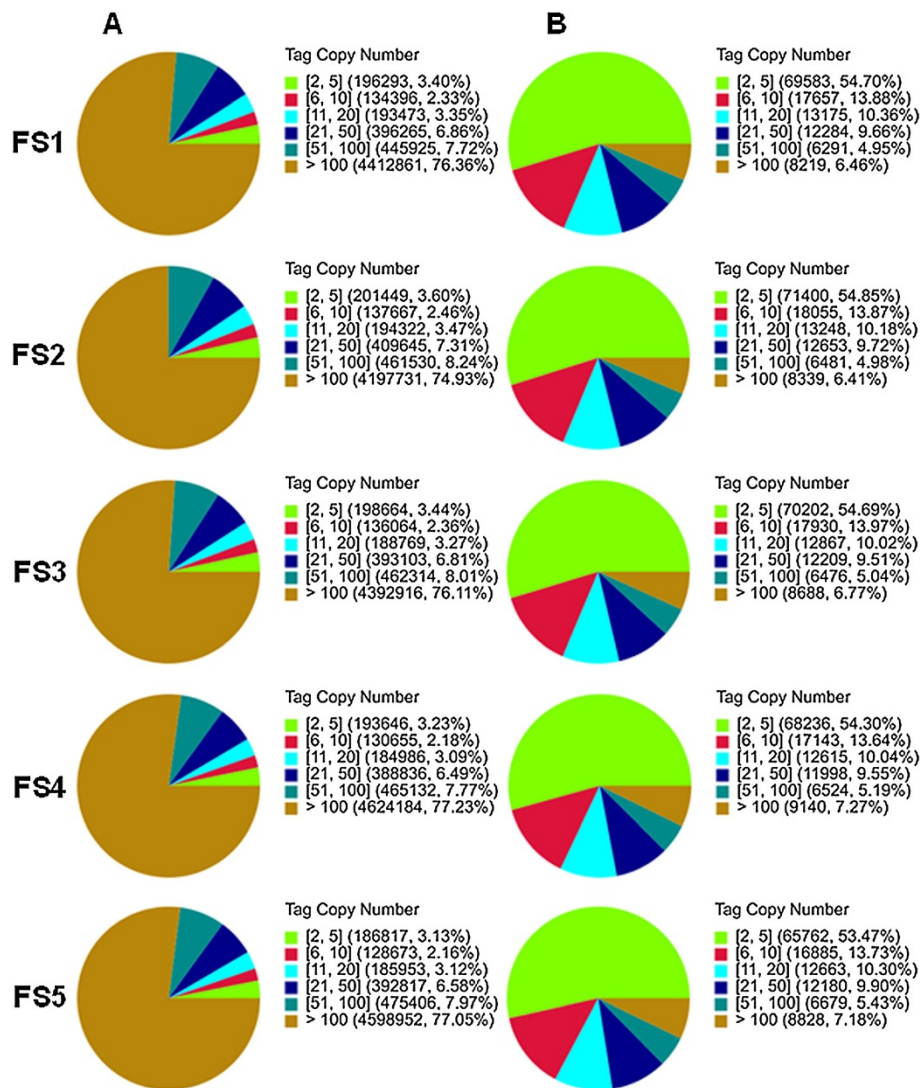 A
B
FS1
Tag Copy Number
[2, 5] (196293, 3.40%)
[6, 10] (134396, 2.33%)
[11, 20] (193473, 3.35%)
[21, 50] (396265, 6.86%)
[51, 100] (445925, 7.72%)
> 100 (4412861, 76.36%)
Tag Copy Number
[2, 5] (69583, 54.70%)
[6, 10] (17657, 13.88%)
[11, 20] (13175, 10.36%)
[21, 50] (12284, 9.66%)
[51, 100] (6291, 4.95%)
> 100 (8219, 6.46%)
FS2
Tag Copy Number
[2, 5] (201449, 3.60%)
[6, 10] (137667, 2.46%)
[11, 20] (194322, 3.47%)
[21, 50] (409645, 7.31%)
[51, 100] (461530, 8.24%)
> 100 (4197731, 74.93%)
Tag Copy Number
[2, 5] (71400, 54.85%)
[6, 10] (18055, 13.87%)
[11, 20] (13248, 10.18%)
[21, 50] (12653, 9.72%)
[51, 100] (6481, 4.98%)
> 100 (8339, 6.41%)
FS3
Tag Copy Number
[2, 5] (198664, 3.44%)
[6, 10] (136064, 2.36%)
[11, 20] (188769, 3.27%)
[21, 50] (393103, 6.81%)
[51, 100] (462314, 8.01%)
> 100 (4392916, 76.11%)
Tag Copy Number
[2, 5] (70202, 54.69%)
[6, 10] (17930, 13.97%)
[11, 20] (12867, 10.02%)
[21, 50] (12209, 9.51%)
[51, 100] (6476, 5.04%)
> 100 (8688, 6.77%)
FS4
Tag Copy Number
[2, 5] (193646, 3.23%)
[6, 10] (130655, 2.18%)
[11, 20] (184986, 3.09%)
[21, 50] (388836, 6.49%)
[51, 100] (465132, 7.77%)
> 100 (4624184, 77.23%)
Tag Copy Number
[2, 5] (68236, 54.30%)
[6, 10] (17143, 13.64%)
[11, 20] (12615, 10.04%)
[21, 50] (11998, 9.55%)
[51, 100] (6524, 5.19%)
> 100 (9140, 7.27%)
FS5
Tag Copy Number
[2, 5] (186817, 3.13%)
[6, 10] (128673, 2.16%)
[11, 20] (185953, 3.12%)
[21, 50] (392817, 6.58%)
[51, 100] (475406, 7.97%)
> 100 (4598952, 77.05%)
Tag Copy Number
[2, 5] (65762, 53.47%)
[6, 10] (16885, 13.73%)
[11, 20] (12663, 10.30%)
[21, 50] (12180, 9.90%)
[51, 100] (6679, 5.43%)
> 100 (8828, 7.18%)